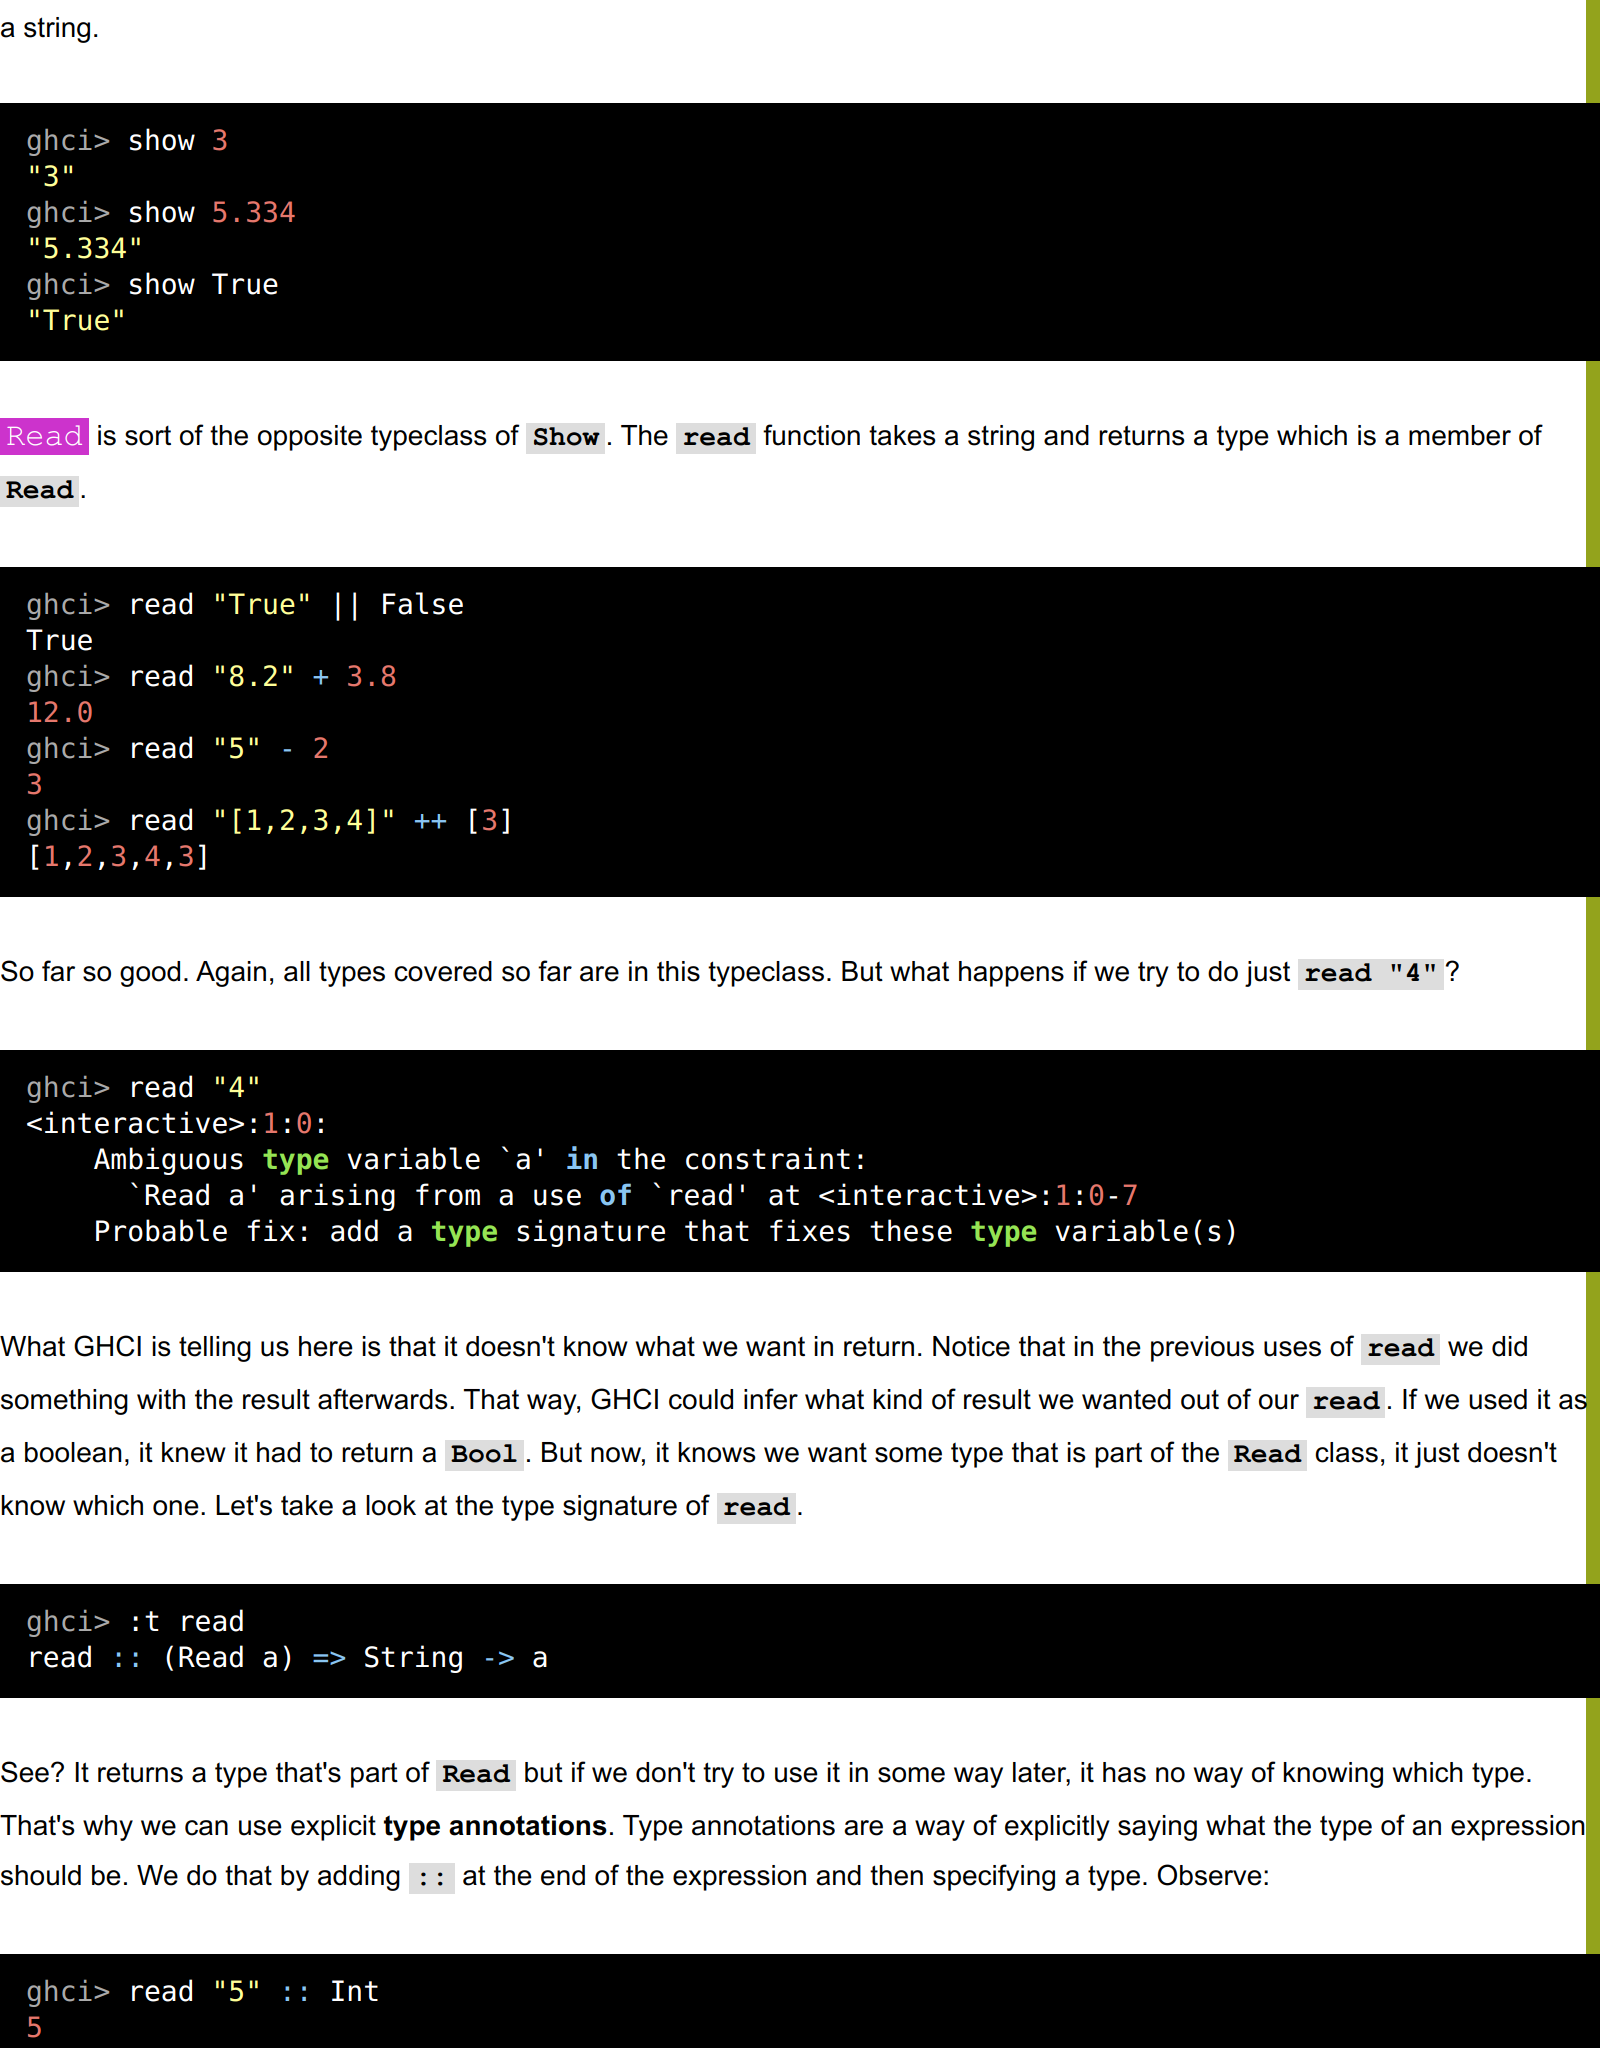 a string.
ghci> show 3
"3"
ghci> show 5.334
"5.334"
ghci> show True
"True"
Read is sort of the opposite typeclass of Show. The read function takes a string and returns a type which is a member of
Read.
ghci> read "True" || False
True
ghci> read "8.2" + 3.8
12.0
ghci> read "5" - 2
3
ghci> read "[1,2,3,4]" ++ [3]
[1,2,3,4,3]
So far so good. Again, all types covered so far are in this typeclass. But what happens if we try to do just read "4"?
ghci> read "4"
<interactive>:1:0:
    Ambiguous type variable `a' in the constraint:
      `Read a' arising from a use of `read' at <interactive>:1:0-7
    Probable fix: add a type signature that fixes these type variable(s)
What GHCI is telling us here is that it doesn't know what we want in return. Notice that in the previous uses of read we did
something with the result afterwards. That way, GHCI could infer what kind of result we wanted out of our read. If we used it as
a boolean, it knew it had to return a Bool. But now, it knows we want some type that is part of the Read class, it just doesn't
know which one. Let's take a look at the type signature of read.
ghci> :t read
read :: (Read a) => String -> a
See? It returns a type that's part of Read but if we don't try to use it in some way later, it has no way of knowing which type.
That's why we can use explicit type annotations. Type annotations are a way of explicitly saying what the type of an expression
should be. We do that by adding :: at the end of the expression and then specifying a type. Observe:
ghci> read "5" :: Int
5